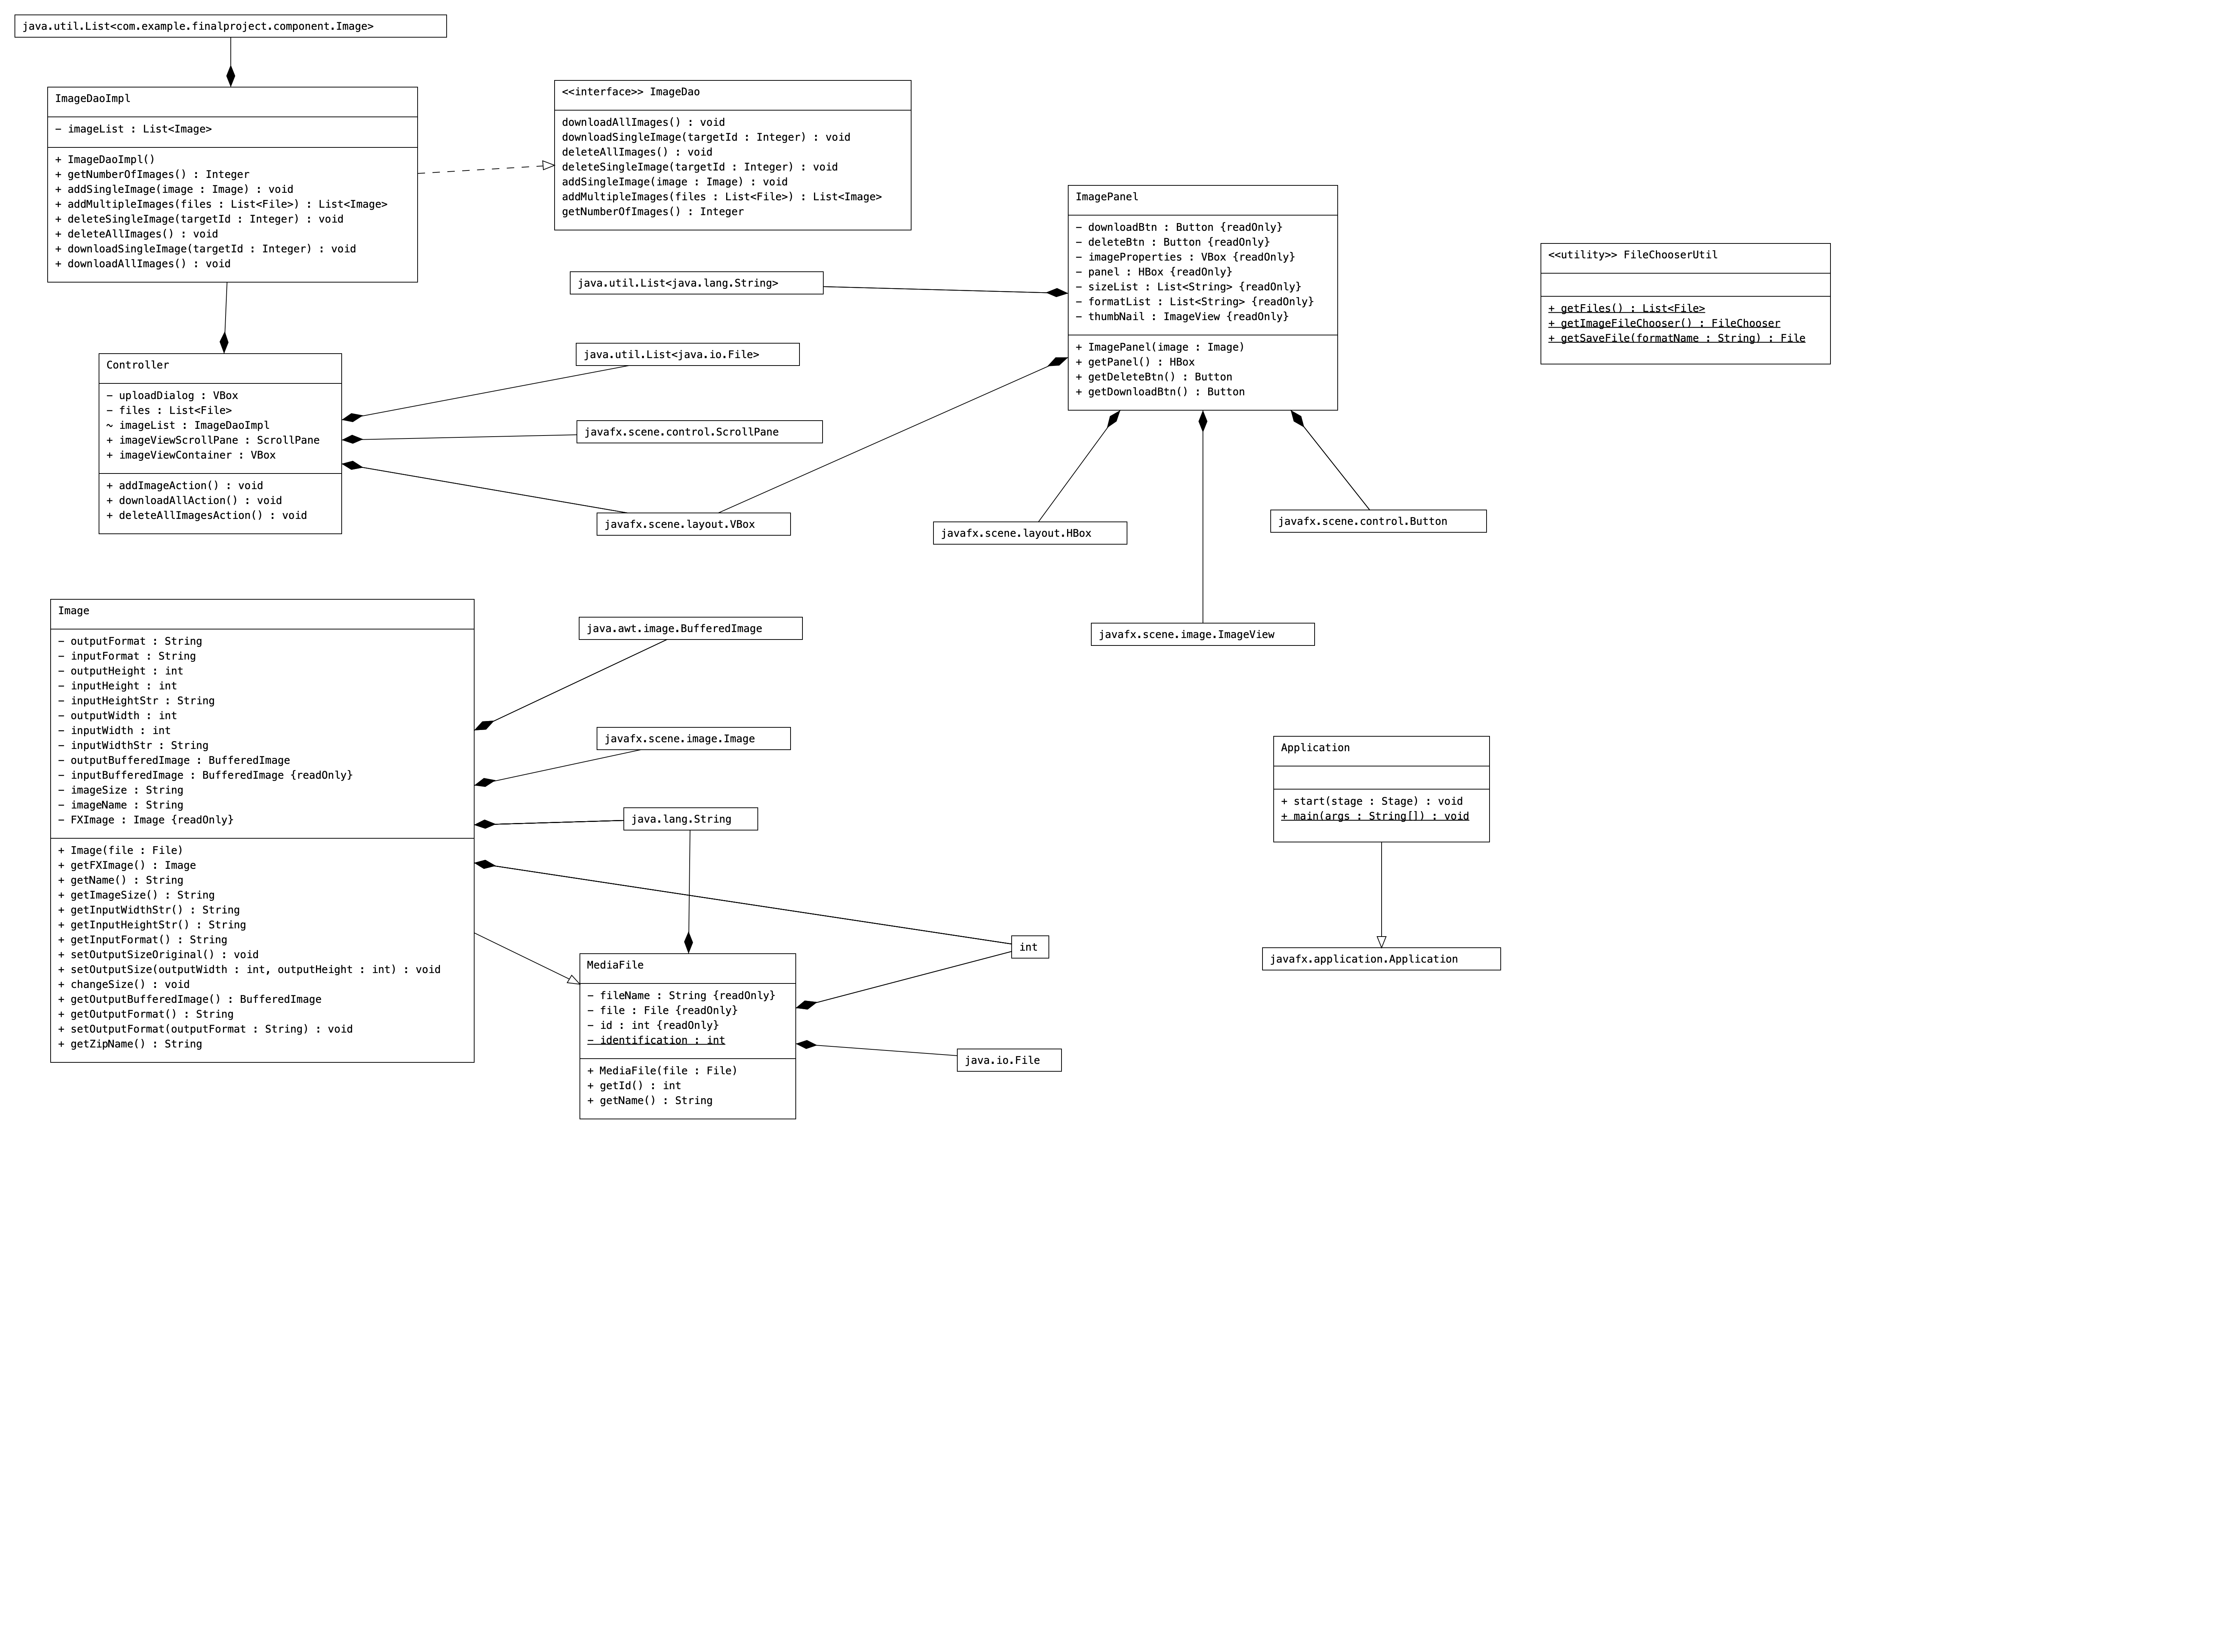 java.util.List<com.example.finalproject.component.Image>
ImageDaoImpl
− imageList : List<Image>
+ ImageDaoImpl()
+ getNumberOfImages() : Integer
+ addSingleImage(image : Image) : void
+ addMultipleImages(files : List<File>) : List<Image>
+ deleteSingleImage(targetId : Integer) : void
+ deleteAllImages() : void
+ downloadSingleImage(targetId : Integer) : void
+ downloadAllImages() : void
<<interface>> ImageDao
downloadAllImages() : void
downloadSingleImage(targetId : Integer) : void
deleteAllImages() : void
deleteSingleImage(targetId : Integer) : void
addSingleImage(image : Image) : void
addMultipleImages(files : List<File>) : List<Image>
getNumberOfImages() : Integer
ImagePanel
− downloadBtn : Button {readOnly}
− deleteBtn : Button {readOnly}
− imageProperties : VBox {readOnly}
− panel : HBox {readOnly}
− sizeList : List<String> {readOnly}
− formatList : List<String> {readOnly}
− thumbNail : ImageView {readOnly}
+ ImagePanel(image : Image)
+ getPanel() : HBox
+ getDeleteBtn() : Button
+ getDownloadBtn() : Button
<<utility>> FileChooserUtil
+ getFiles() : List<File>
+ getImageFileChooser() : FileChooser
+ getSaveFile(formatName : String) : File
java.util.List<java.lang.String>
java.util.List<java.io.File>
javafx.scene.control.ScrollPane
javafx.scene.layout.VBox
Controller
− uploadDialog : VBox
− files : List<File>
~ imageList : ImageDaoImpl
+ imageViewScrollPane : ScrollPane
+ imageViewContainer : VBox
+ addImageAction() : void
+ downloadAllAction() : void
+ deleteAllImagesAction() : void
javafx.scene.layout.HBox
javafx.scene.control.Button
javafx.scene.image.ImageView
Image
− outputFormat : String
− inputFormat : String
− outputHeight : int
− inputHeight : int
− inputHeightStr : String
− outputWidth : int
− inputWidth : int
− inputWidthStr : String
− outputBufferedImage : BufferedImage
− inputBufferedImage : BufferedImage {readOnly}
− imageSize : String
− imageName : String
− FXImage : Image {readOnly}
+ Image(file : File)
+ getFXImage() : Image
+ getName() : String
+ getImageSize() : String
+ getInputWidthStr() : String
+ getInputHeightStr() : String
+ getInputFormat() : String
+ setOutputSizeOriginal() : void
+ setOutputSize(outputWidth : int, outputHeight : int) : void
+ changeSize() : void
+ getOutputBufferedImage() : BufferedImage
+ getOutputFormat() : String
+ setOutputFormat(outputFormat : String) : void
+ getZipName() : String
java.awt.image.BufferedImage
javafx.scene.image.Image
java.lang.String
int
MediaFile
− fileName : String {readOnly}
− file : File {readOnly}
− id : int {readOnly}
− identification : int
+ MediaFile(file : File)
+ getId() : int
+ getName() : String
java.io.File
Application
+ start(stage : Stage) : void
+ main(args : String[]) : void
javafx.application.Application